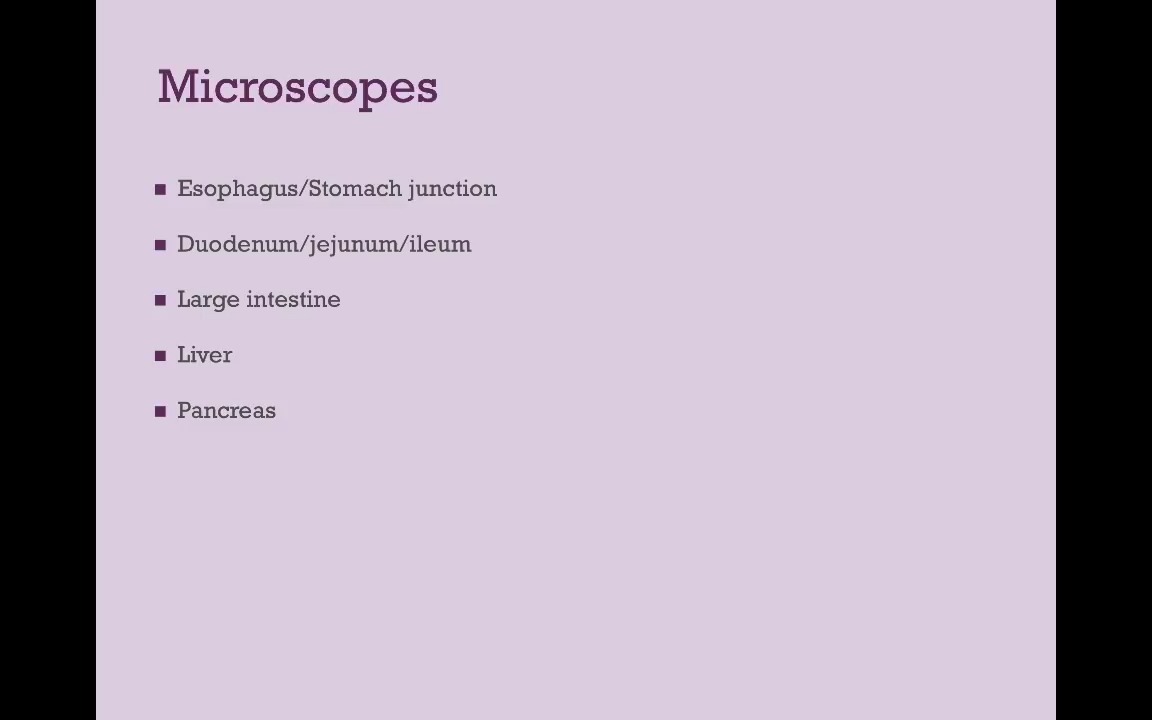 Microscopes
Esophagus/Stomach junction
Duodenum/jejunum/ileum
Large intestine
Liver
Pancreas